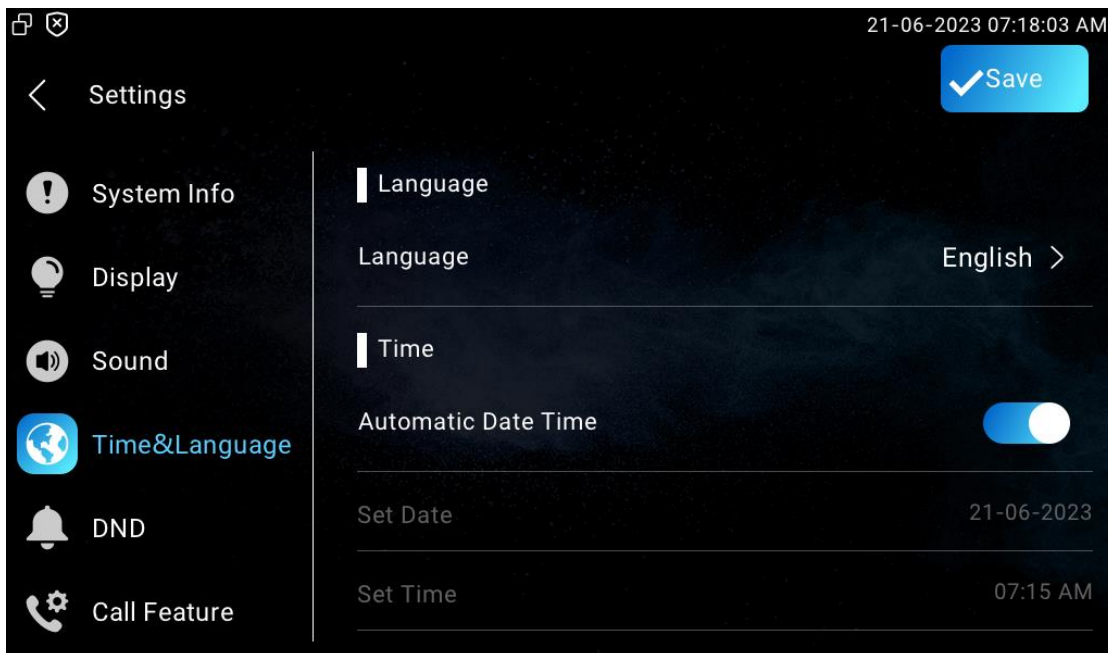 21-06-2023 07:18:03 AM
Settings
Save
System Info
Display
Sound
Time&Language
DND
Call Feature
Language
Language English
Time
Automatic Date Time
Set Date 21-06-2023
Set Time 07:15 AM